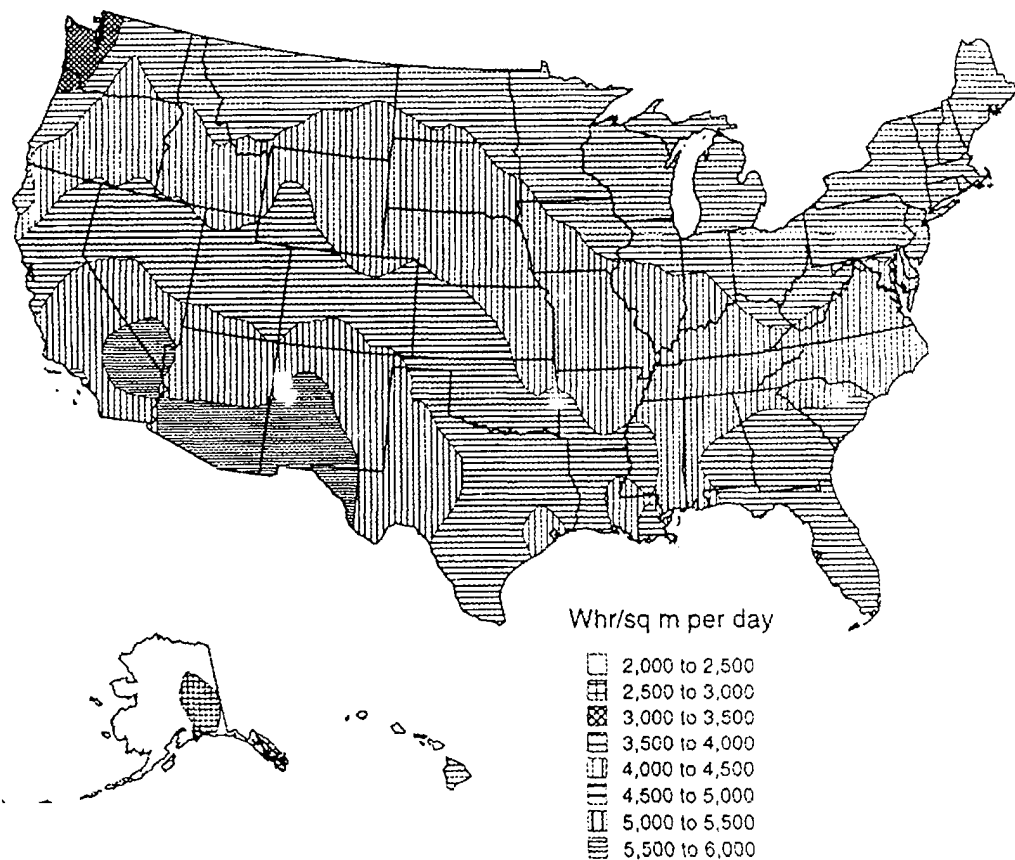 Whr/sq m per day
2,000 to 2,500
2,500 to 3,000
3,000 to 3,500
3,500 to 4,000
4,000 to 4,500
4,500 to 5,000
5,000 to 5,500
5,500 to 6,000